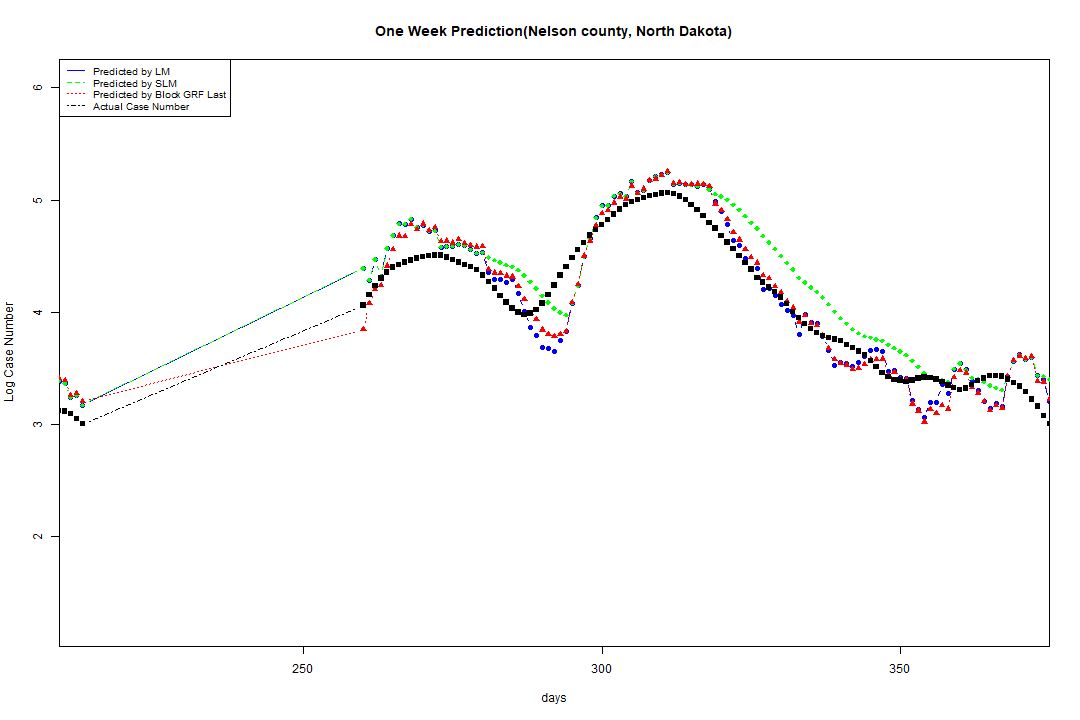 One Week Prediction(Nelson county, North Dakota)
Predicted by LM
Predicted by SLM
Predicted by Block GRF Last
Actual Case Number
6
5
4
3
2
Log Case Number
250
300
350
days